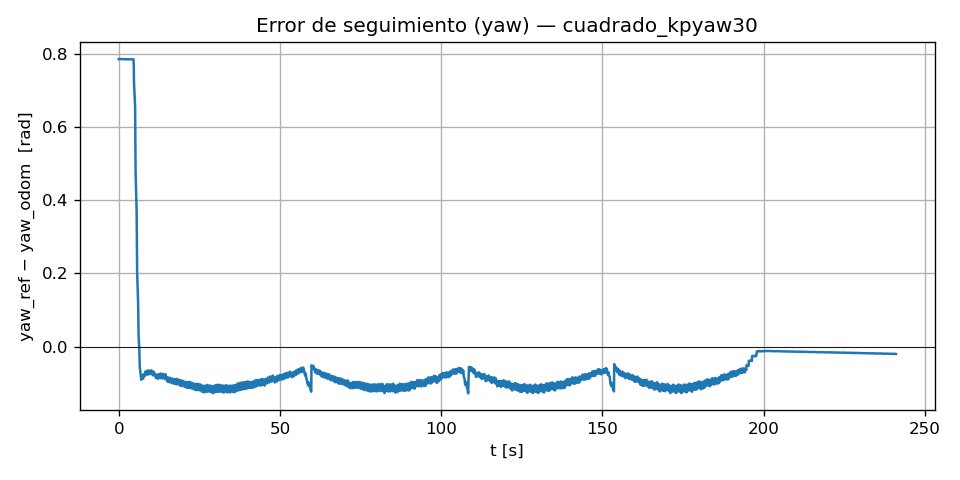 Error de seguimiento (yaw) — cuadrado_kpyaw30
yaw_ref − yaw_odom [rad]
0.8
0.6
0.4
0.2
0.0
0 50 100 150 200 250
t [s]